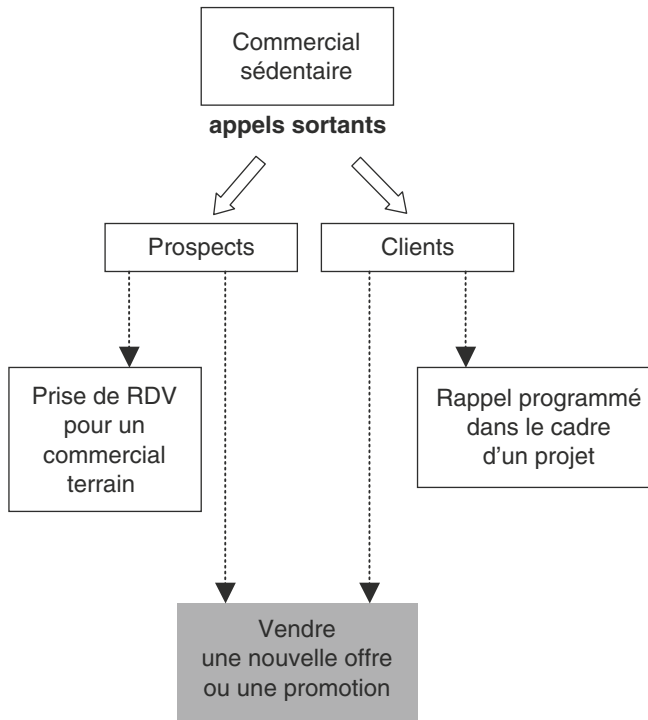 Commercial
sédentaire
appels sortants
Prospects
Clients
Prise de RDV
pour un
commercial
terrain
Rappel programmé
dans le cadre
d'un projet
Vendre
une nouvelle offre
ou une promotion